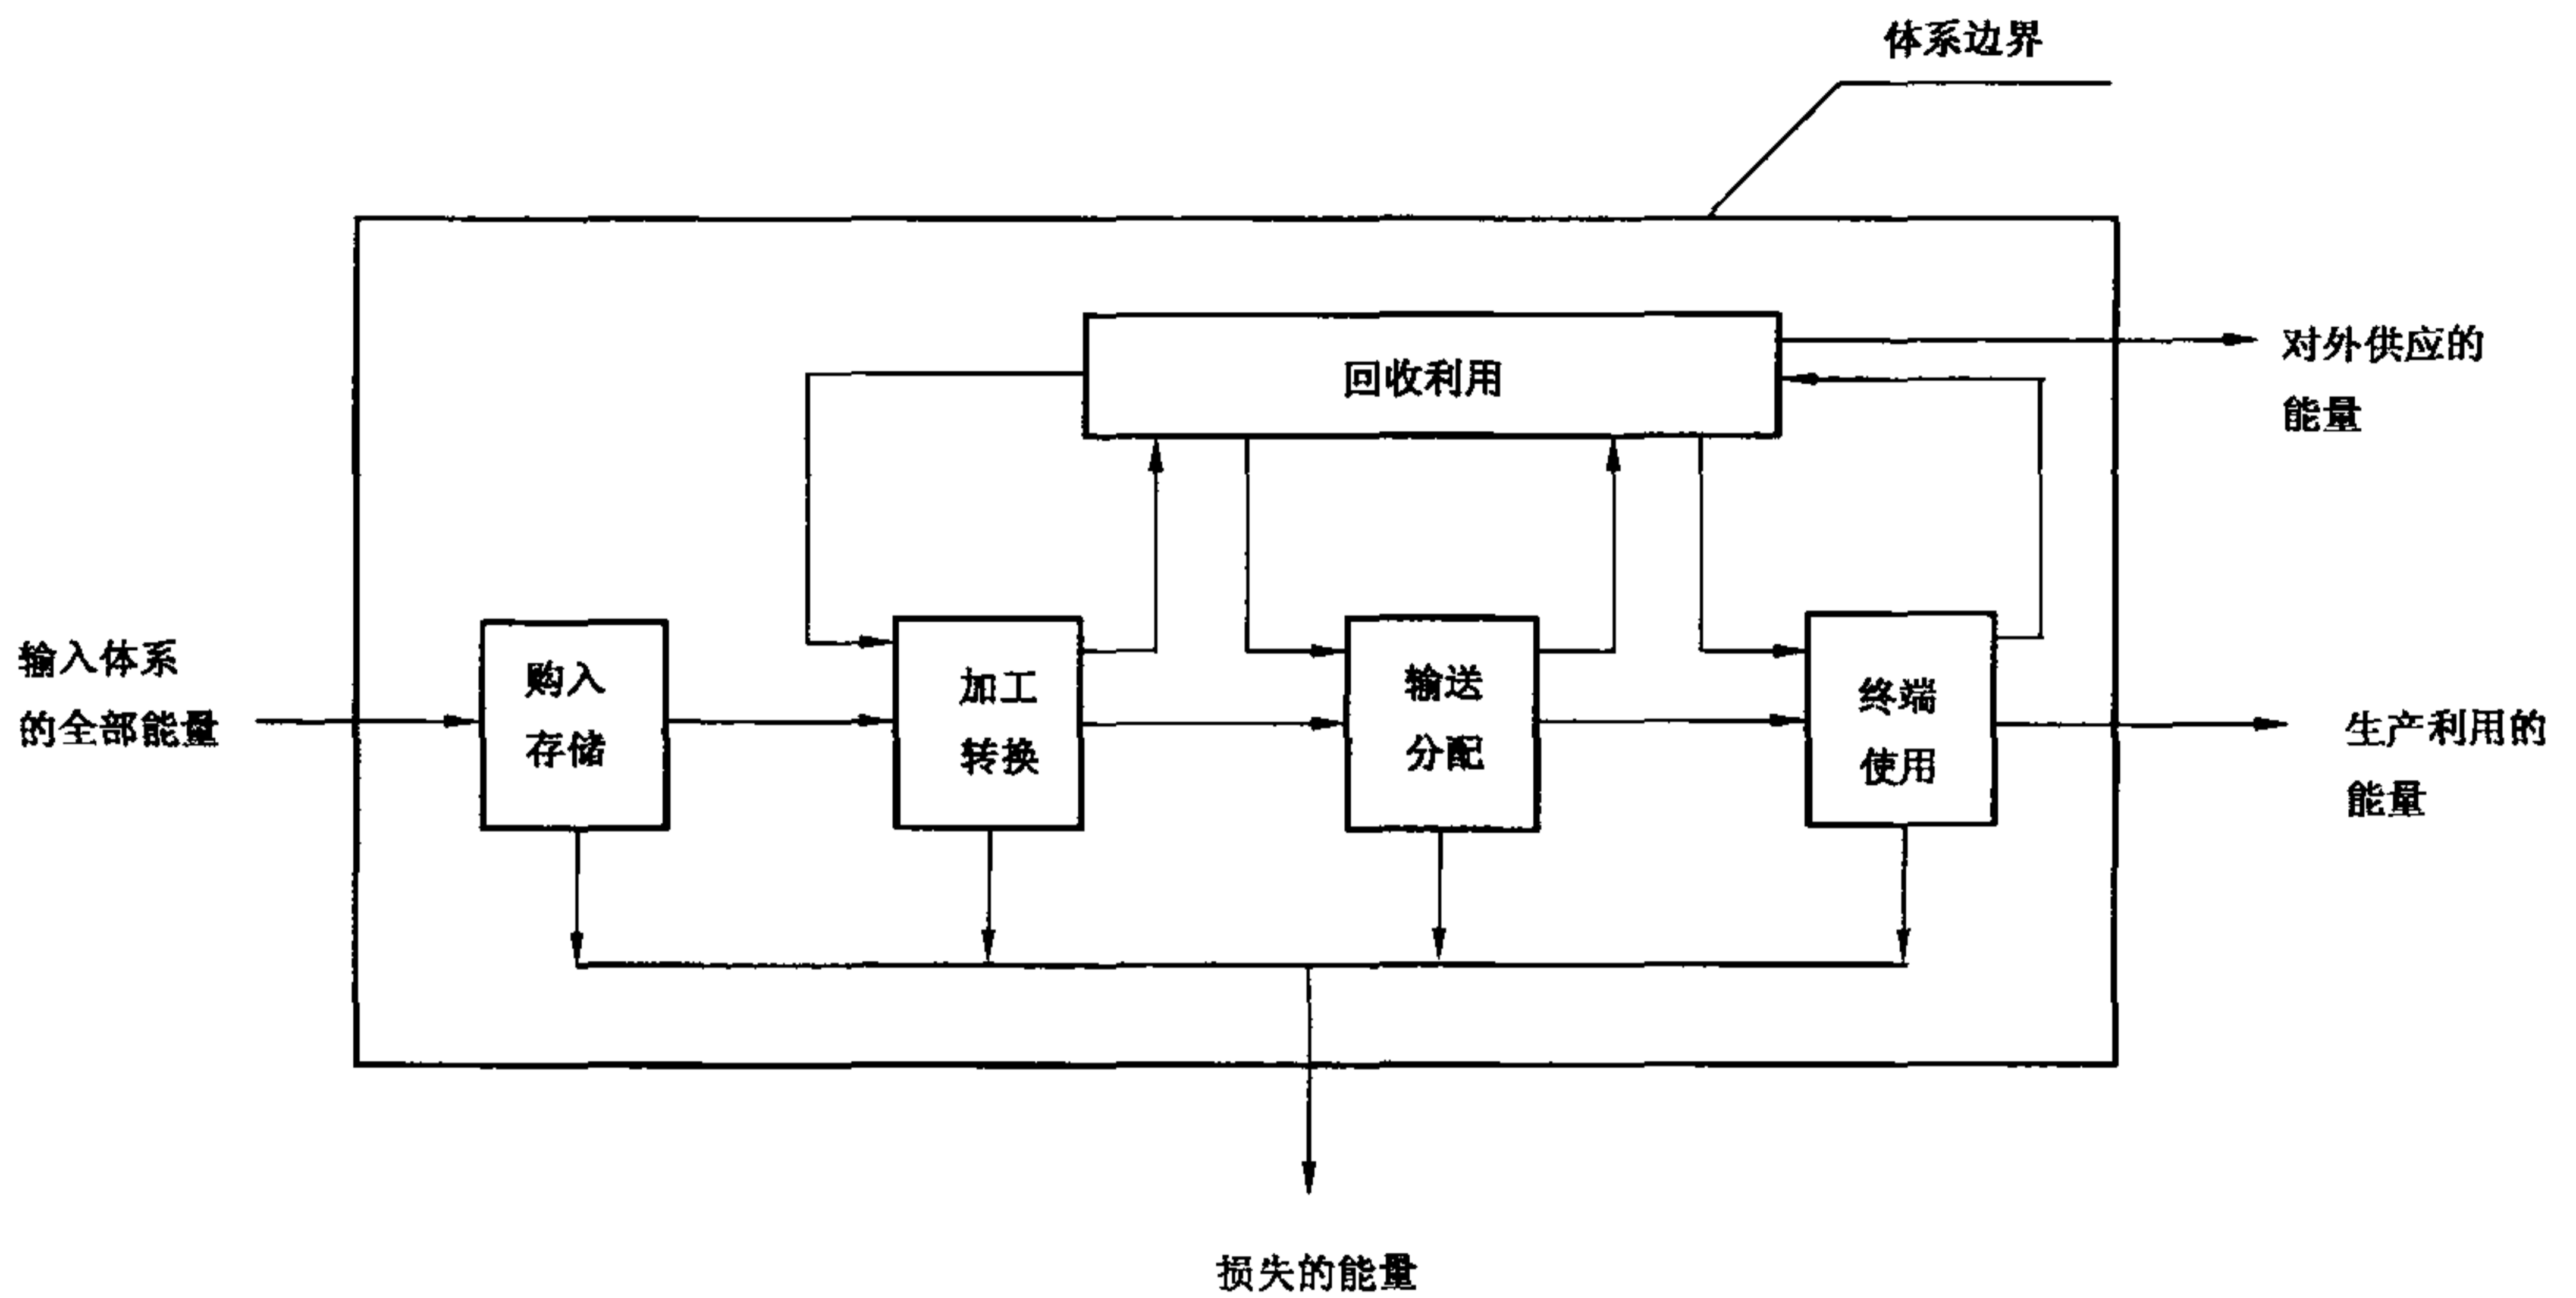 体系边界
对外供应的
能量
回收利用
输入体系
的全部能量
购入
存储
加工
转换
输送
分配
终端
使用
生产利用的
能量
损失的能量